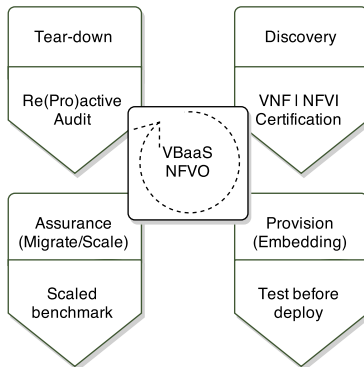 Tear-down
Re(Pro)active
Audit
Discovery
VNF | NFVI
Certification
VBaaS
NFVO
Assurance
(Migrate/Scale)
Scaled
benchmark
Provision
(Embedding)
Test before
deploy